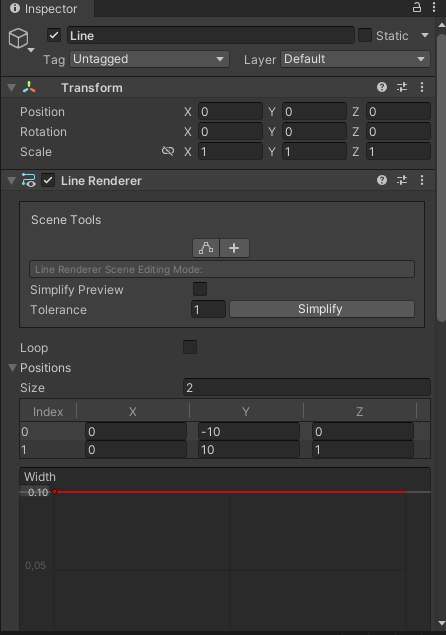 Inspector
Line
Static
Tag Untagged Layer Default
Transform
Position X 0 Y 0 Z 0
Rotation X 0 Y 0 Z 0
Scale X 1 Y 1 Z 1
Line Renderer
Scene Tools
Line Renderer Scene Editing Mode:
Simplify Preview
Tolerance 1 Simplify
Loop
Positions
Size 2
Index X Y Z
0 0 -10 0
1 0 10 1
Width
0.10
0,05